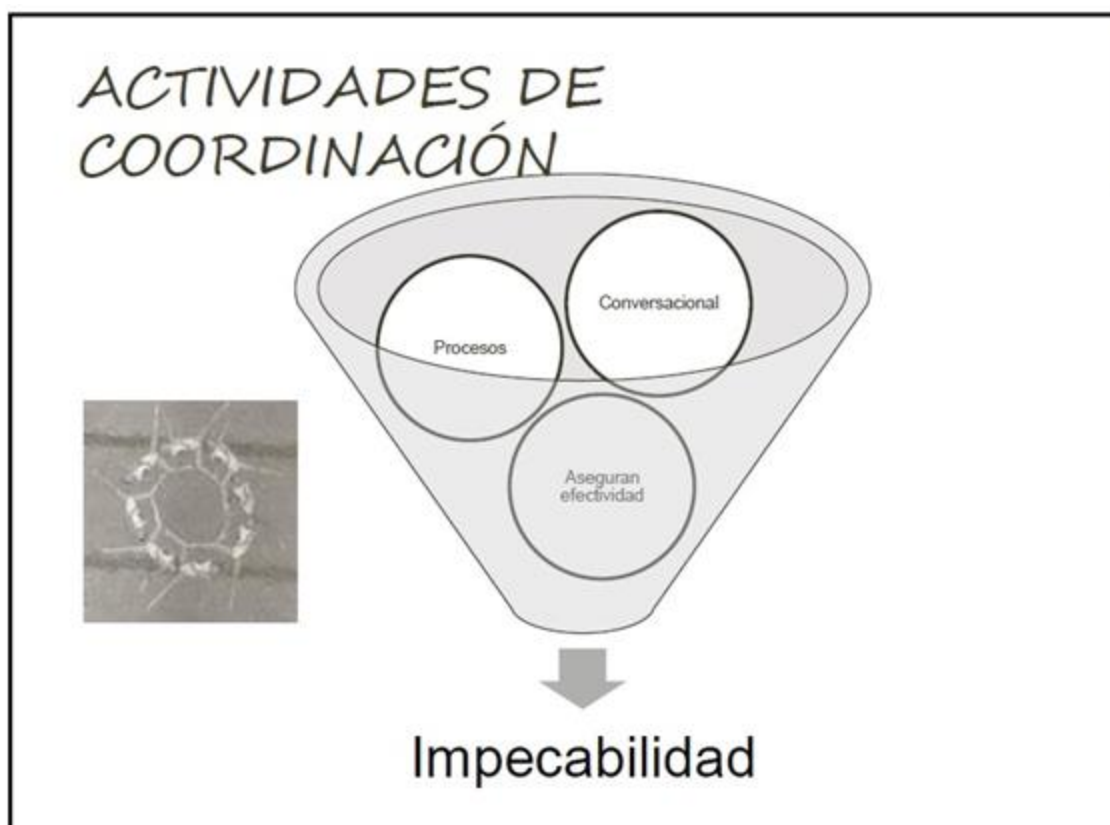 ACTIVIDADES DE
COORDINACIÓN
Conversacional
Procesos
Aseguran
efectividad
Impecabilidad